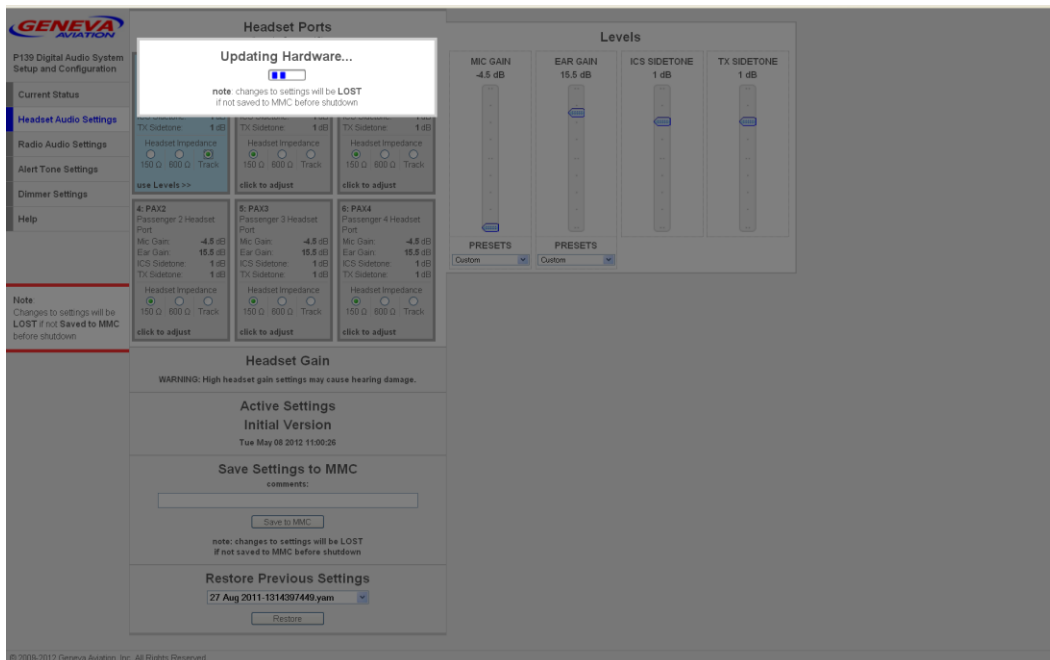 GENEVA
AVIATION
P139 Digital Audio System
Setup and Configuration
Current Status
Headset Audio Settings
Radio Audio Settings
Alert Tone Settings
Dimmer Settings
Help
Note:
Changes to settings will be
LOST if not Saved to MMC
before shutdown
Headset Ports
Updating Hardware...
note: changes to settings will be LOST
if not saved to MMC before shutdown
TX Sidetone: 1 dB
Headset Impedance
150 Ω 600 Ω Track
use Levels >>
TX Sidetone: 1 dB
Headset Impedance
150 Ω 600 Ω Track
click to adjust
TX Sidetone: 1 dB
Headset Impedance
150 Ω 600 Ω Track
click to adjust
4: PAX2
Passenger 2 Headset
Port
Mic Gain: -4.5 dB
Ear Gain: 15.5 dB
ICS Sidetone: 1 dB
TX Sidetone: 1 dB
Headset Impedance
150 Ω 600 Ω Track
click to adjust
5: PAX3
Passenger 3 Headset
Port
Mic Gain: -4.5 dB
Ear Gain: 15.5 dB
ICS Sidetone: 1 dB
TX Sidetone: 1 dB
Headset Impedance
150 Ω 600 Ω Track
click to adjust
6: PAX4
Passenger 4 Headset
Port
Mic Gain: -4.5 dB
Ear Gain: 15.5 dB
ICS Sidetone: 1 dB
TX Sidetone: 1 dB
Headset Impedance
150 Ω 600 Ω Track
click to adjust
Headset Gain
WARNING: High headset gain settings may cause hearing damage.
Active Settings
Initial Version
Tue May 08 2012 11:00:26
Save Settings to MMC
comments:
Save to MMC
note: changes to settings will be LOST
if not saved to MMC before shutdown
Restore Previous Settings
27 Aug 2011-1314397449.yam
Restore
Levels
MIC GAIN
-4.5 dB
PRESETS
Custom
EAR GAIN
15.5 dB
PRESETS
Custom
ICS SIDETONE
1 dB
TX SIDETONE
1 dB
© 2009-2012 Geneva Aviation, Inc. All Rights Reserved